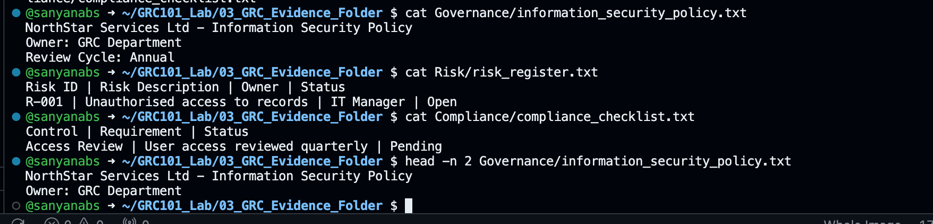 liance/compliance_checklist.txt
@sanyanabs → ~/GRC101_Lab/03_GRC_Evidence_Folder $ cat Governance/information_security_policy.txt
NorthStar Services Ltd - Information Security Policy
Owner: GRC Department
Review Cycle: Annual
@sanyanabs → ~/GRC101_Lab/03_GRC_Evidence_Folder $ cat Risk/risk_register.txt
Risk ID | Risk Description | Owner | Status
R-001 | Unauthorised access to records | IT Manager | Open
@sanyanabs → ~/GRC101_Lab/03_GRC_Evidence_Folder $ cat Compliance/compliance_checklist.txt
Control | Requirement | Status
Access Review | User access reviewed quarterly | Pending
@sanyanabs → ~/GRC101_Lab/03_GRC_Evidence_Folder $ head -n 2 Governance/information_security_policy.txt
NorthStar Services Ltd - Information Security Policy
Owner: GRC Department
@sanyanabs → ~/GRC101_Lab/03_GRC_Evidence_Folder $